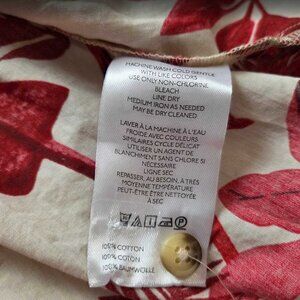 MACHINE WASH COLD GENTLE
WITH LIKE COLORS
USE ONLY NON-CHLORINE
BLEACH
LINE DRY
MEDIUM IRON AS NEEDED
MAY BE DRY CLEANED
LAVER À LA MACHINE À L'EAU
FROIDE AVEC COULEURS
SIMILAIRES CYCLE DÉLICAT
UTILISER UN AGENT DE
BLANCHIMENT SANS CHLORE SI
NÉCESSAIRE
LIGNE SEC
REPASSER, AU BESOIN, À TRÈS
MOYENNE TEMPÉRATURE
PEUT-ÊTRE ÊTRE NETTOYÉE
À SEC
100% COTTON
100% COTON
100% BAUMWOLLE